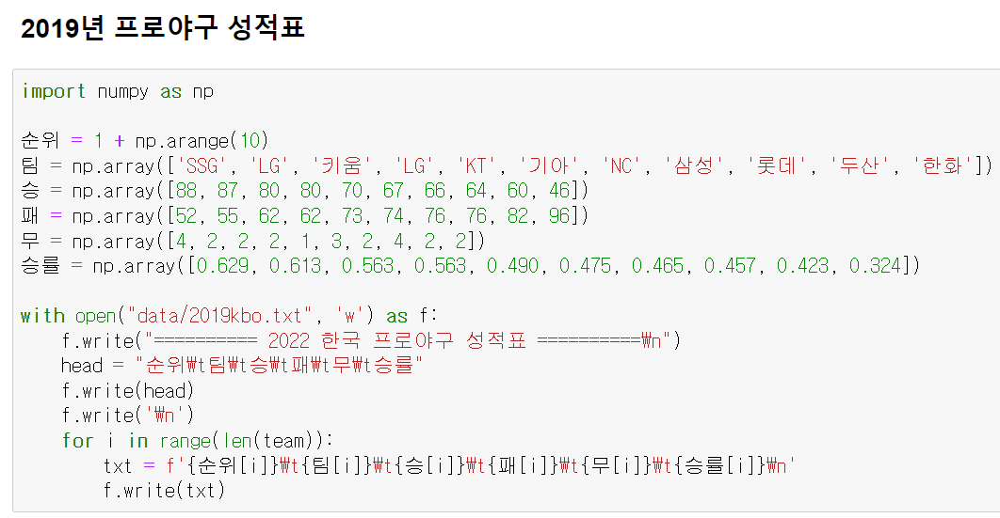 2019년 프로야구 성적표
import numpy as np
순위 = 1 + np.arange(10)
팀 = np.array(['SSG', 'LG', '키움', 'LG', 'KT', '기아', 'NC', '삼성', '롯데', '두산', '한화'])
승 = np.array([88, 87, 80, 80, 70, 67, 66, 64, 60, 46])
패 = np.array([52, 55, 62, 62, 73, 74, 76, 76, 82, 96])
무 = np.array([4, 2, 2, 2, 1, 3, 2, 4, 2, 2])
승률 = np.array([0.629, 0.613, 0.563, 0.563, 0.490, 0.475, 0.465, 0.457, 0.423, 0.324])
with open("data/2019kbo.txt", 'w') as f:
    f.write("========== 2022 한국 프로야구 성적표 ==========₩n")
    head = "순위₩t팀₩t승₩t패₩t무₩t승률"
    f.write(head)
    f.write('₩n')
    for i in range(len(team)):
        txt = f'{순위[i]}₩t{팀[i]}₩t{승[i]}₩t{패[i]}₩t{무[i]}₩t{승률[i]}₩n'
        f.write(txt)